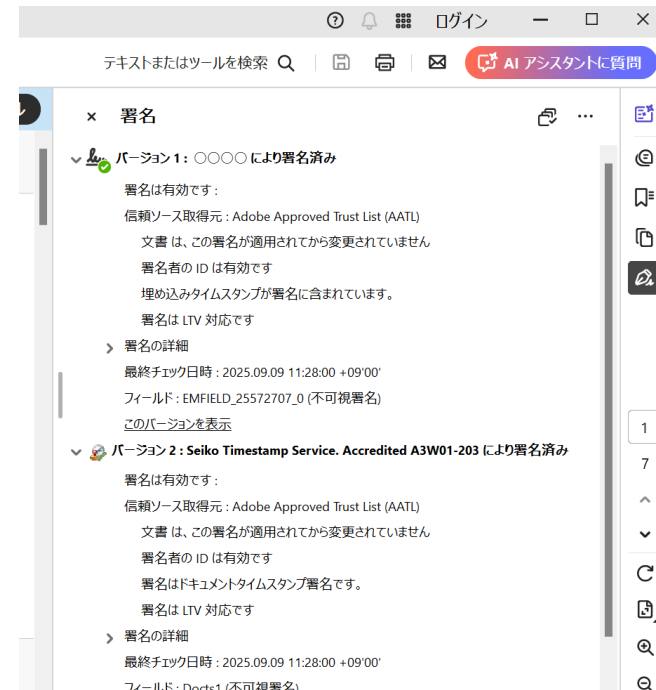 ログイン
テキストまたはツールを検索
AI アシスタントに質問
署名
バージョン 1 : 〇〇〇〇 により署名済み
署名は有効です :
信頼ソース取得元 : Adobe Approved Trust List (AATL)
文書 は、この署名が適用されてから変更されていません
署名者の ID は有効です
埋め込みタイムスタンプが署名に含まれています。
署名は LTV 対応です
署名の詳細
最終チェック日時 : 2025.09.09 11:28:00 +09'00'
フィールド : EMFIELD_25572707_0 (不可視署名)
このバージョンを表示
バージョン 2 : Seiko Timestamp Service. Accredited A3W01-203 により署名済み
署名は有効です :
信頼ソース取得元 : Adobe Approved Trust List (AATL)
文書 は、この署名が適用されてから変更されていません
署名者の ID は有効です
署名はドキュメントタイムスタンプ署名です。
署名は LTV 対応です
署名の詳細
最終チェック日時 : 2025.09.09 11:28:00 +09'00'
フィールド : Docts1 (不可視署名)
1
7